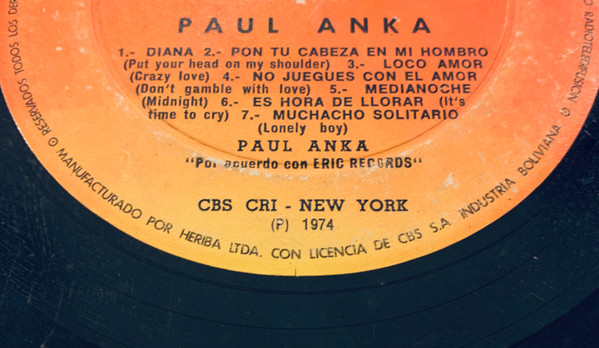 PAUL ANKA
1.- DIANA 2.- PON TU CABEZA EN MI HOMBRO
(Put your head on my shoulder) 3.- LOCO AMOR
(Crazy love) 4.- NO JUEGUES CON EL AMOR
(Don't gamble with love) 5.- MEDIANOCHE
(Midnight) 6.- ES HORA DE LLORAR (It's
time to cry) 7.- MUCHACHO SOLITARIO
(Lonely boy)
PAUL ANKA
"Por acuerdo con ERIC RECORDS"
CBS CRI - NEW YORK
(P) 1974
® RESERVADOS TODOS LOS
® MANUFACTURADO POR HERIBA LTDA. CON LICENCIA DE CBS S.A. INDUSTRIA BOLIVIANA ®
RADIOTELEDIFUSION